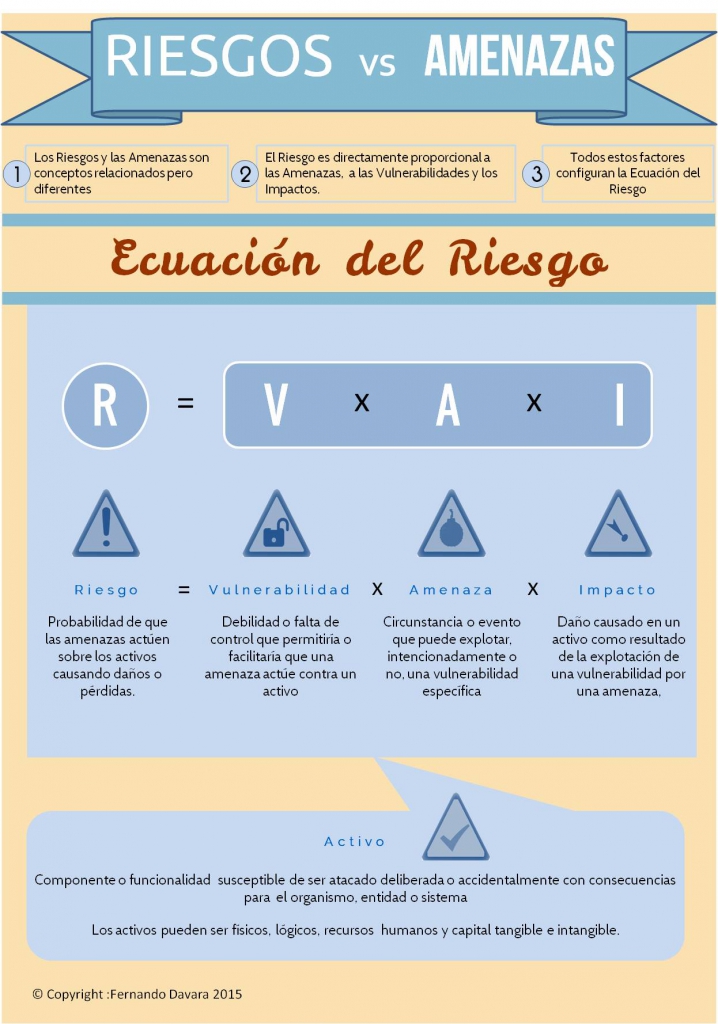 RIESGOS vs AMENAZAS
1
Los Riesgos y las Amenazas son
conceptos relacionados pero
diferentes
2
El Riesgo es directamente proporcional a
las Amenazas, a las Vulnerabilidades y los
Impactos.
3
Todos estos factores
configuran la Ecuación del
Riesgo
Ecuación del Riesgo
R = V x A x I
Riesgo = Vulnerabilidad x Amenaza x Impacto
Probabilidad de que
las amenazas actúen
sobre los activos
causando daños o
pérdidas.
Debilidad o falta de
control que permitiría o
facilitaría que una
amenaza actúe contra un
activo
Circunstancia o evento
que puede explotar,
intencionadamente o
no, una vulnerabilidad
específica
Daño causado en un
activo como resultado
de la explotación de
una vulnerabilidad por
una amenaza,
Activo
Componente o funcionalidad susceptible de ser atacado deliberada o accidentalmente con consecuencias
para el organismo, entidad o sistema
Los activos pueden ser físicos, lógicos, recursos humanos y capital tangible e intangible.
© Copyright :Fernando Davara 2015